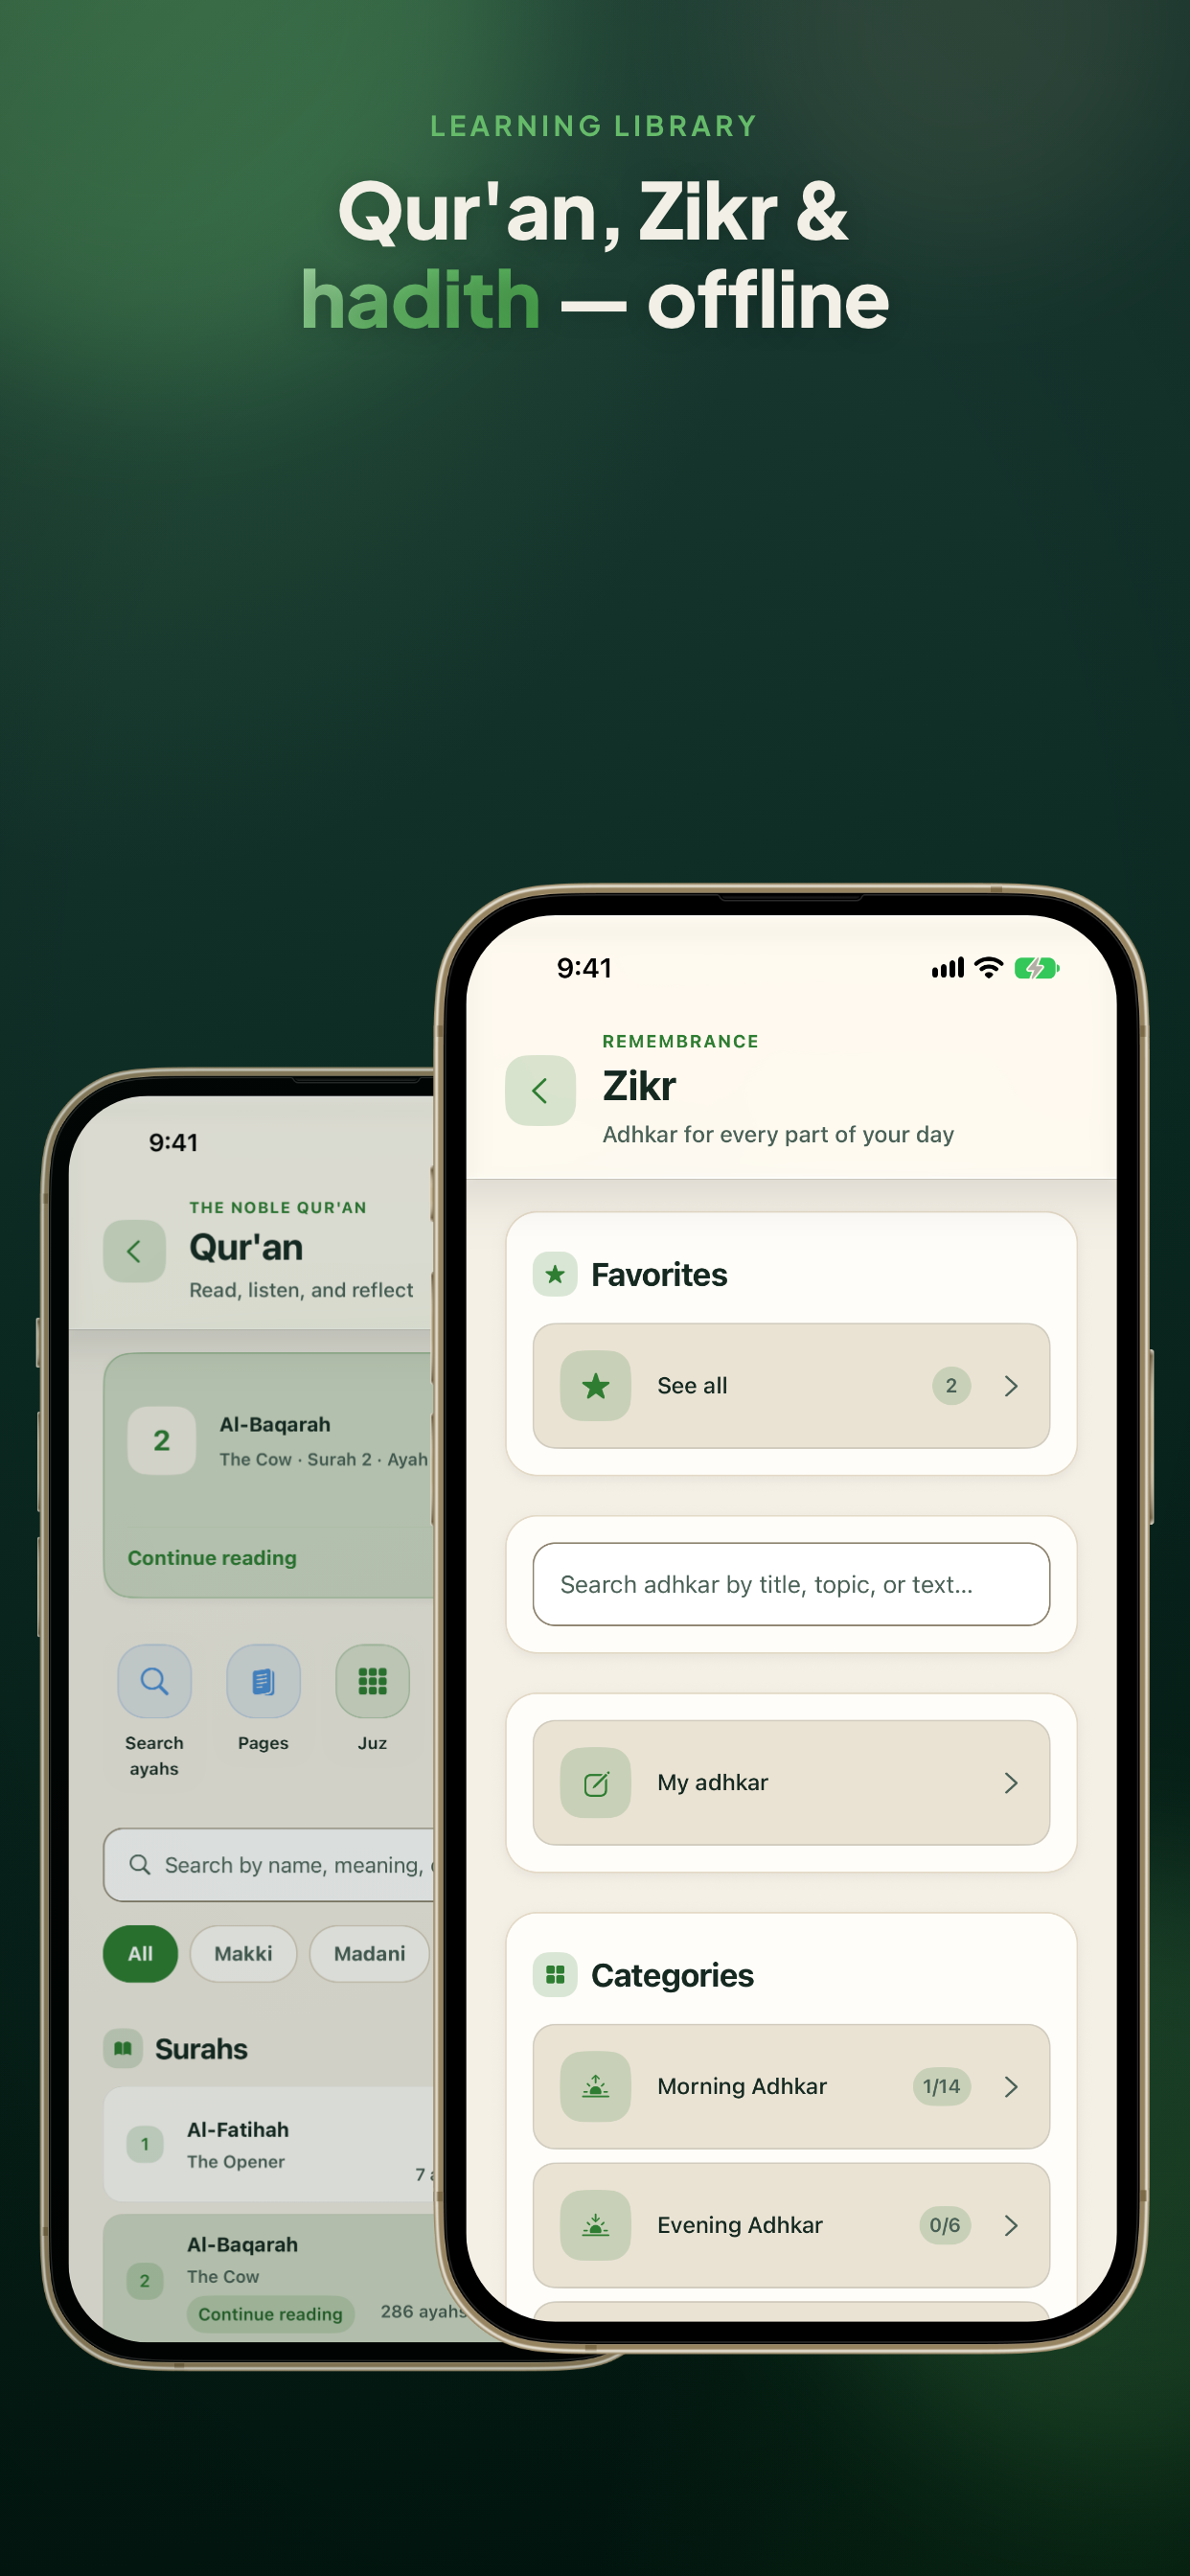 LEARNING LIBRARY
Qur'an, Zikr &
hadith — offline
9:41
THE NOBLE QUR'AN
Qur'an
Read, listen, and reflect
2
Al-Baqarah
The Cow · Surah 2 · Ayah
Continue reading
Search
ayahs
Pages
Juz
Search by name, meaning,
All
Makki
Madani
Surahs
1
Al-Fatihah
The Opener
7
2
Al-Baqarah
The Cow
Continue reading
286 ayahs
9:41
REMEMBRANCE
Zikr
Adhkar for every part of your day
Favorites
See all
2
Search adhkar by title, topic, or text...
My adhkar
Categories
Morning Adhkar
1/14
Evening Adhkar
0/6